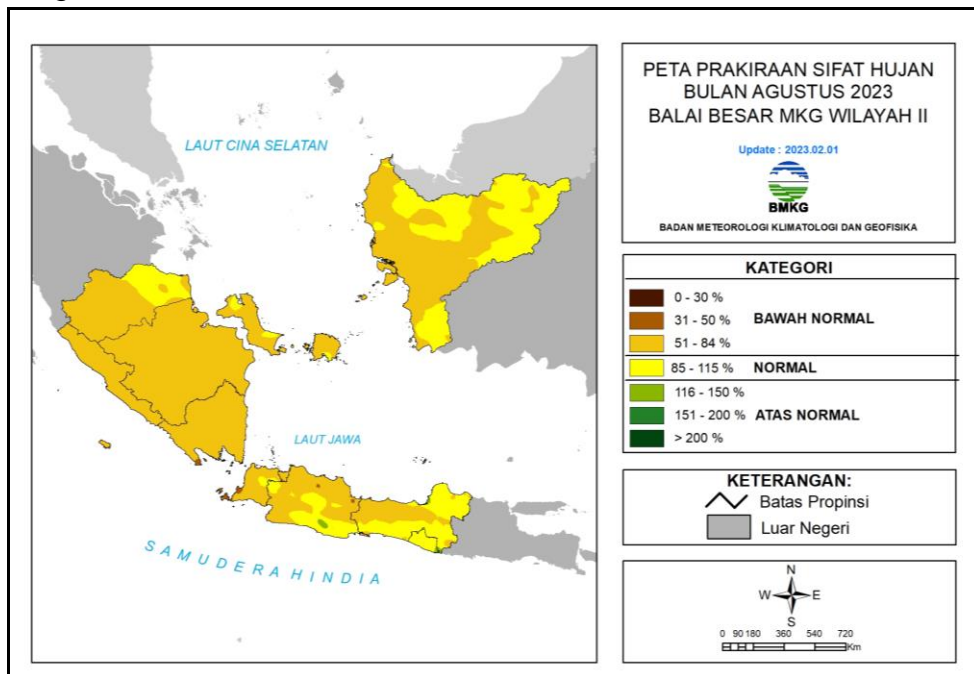 LAUT CINA SELATAN
LAUT JAWA
SAMUDERA HINDIA
PETA PRAKIRAAN SIFAT HUJAN
BULAN AGUSTUS 2023
BALAI BESAR MKG WILAYAH II
Update : 2023.02.01
BMKG
BADAN METEOROLOGI KLIMATOLOGI DAN GEOFISIKA
KATEGORI
0 - 30 %
31 - 50 % BAWAH NORMAL
51 - 84 %
85 - 115 % NORMAL
116 - 150 %
151 - 200 % ATAS NORMAL
> 200 %
KETERANGAN:
Batas Propinsi
Luar Negeri
N
W E
S
0 90 180 360 540 720
Km